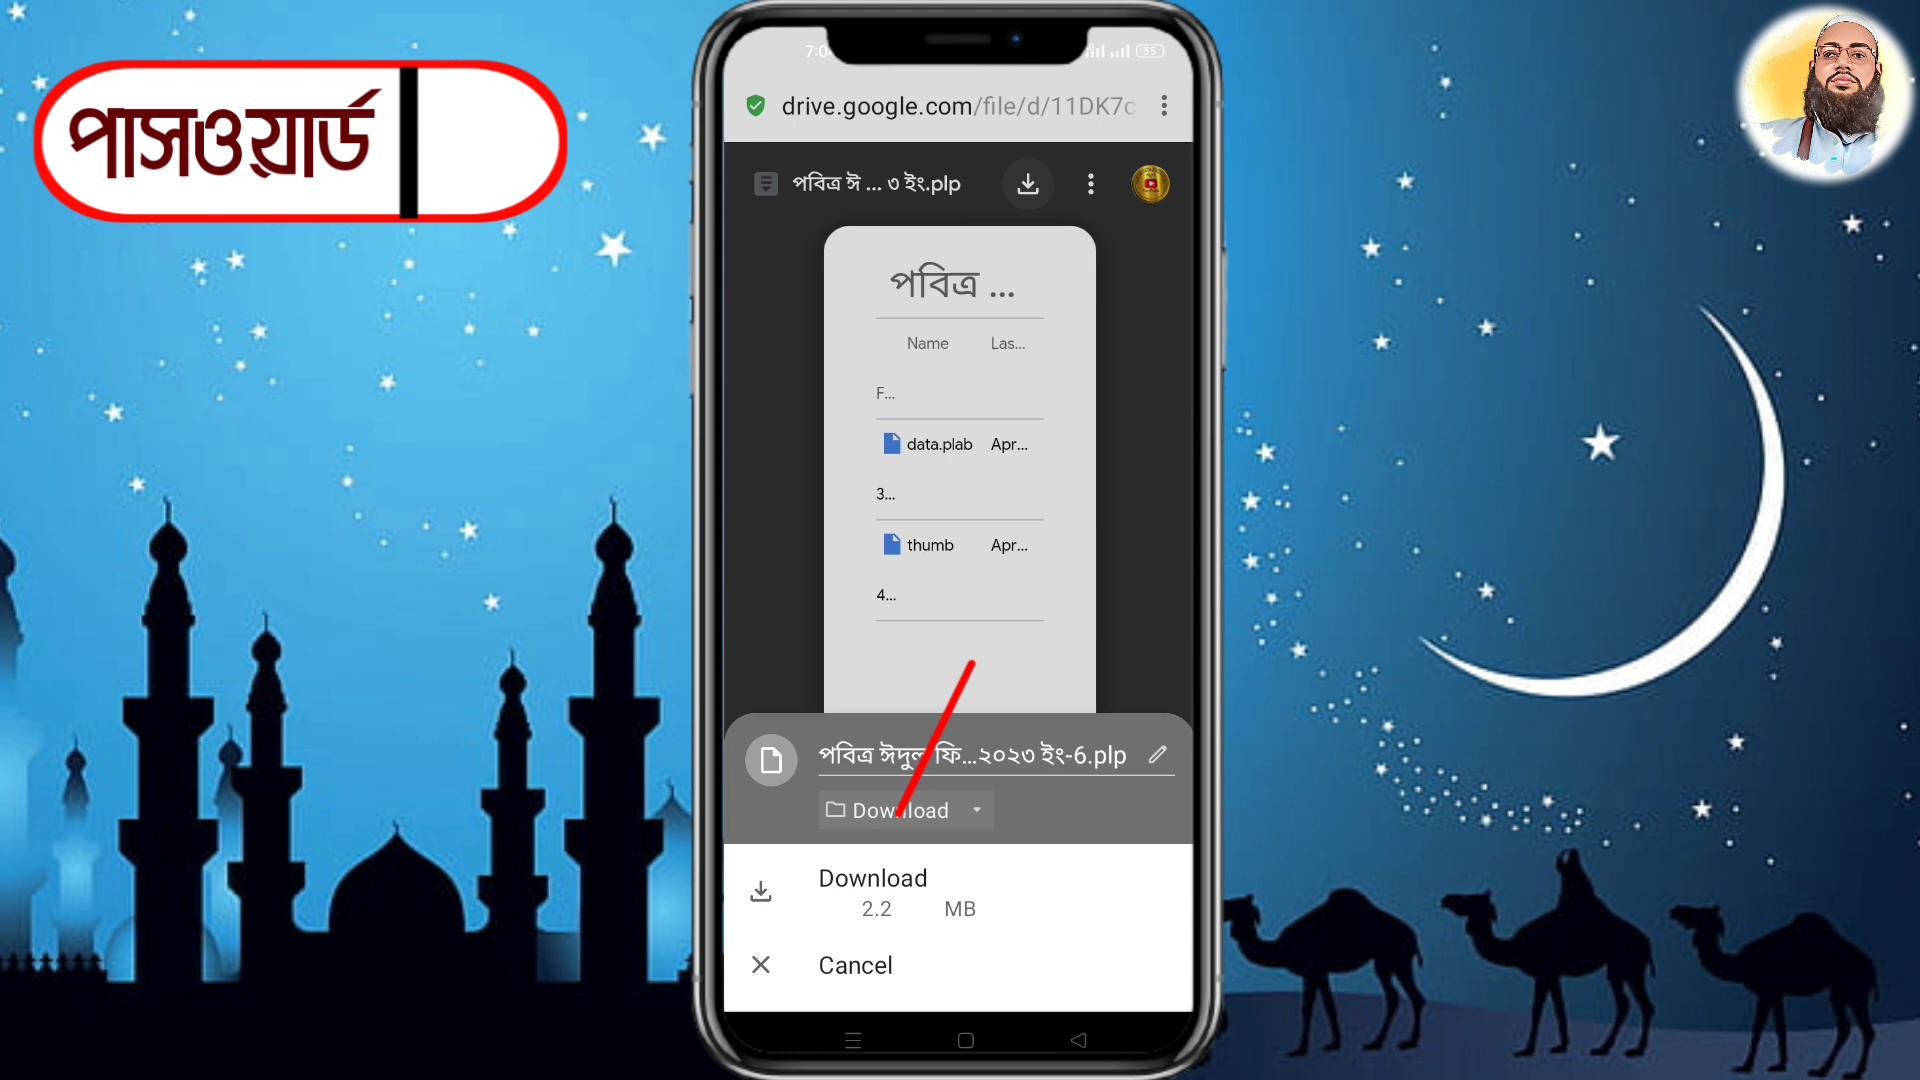 পাসওয়ার্ড
35
drive.google.com/file/d/11DK7c
পবিত্র ঈ ... ৩ ইং.plp
পবিত্র ...
Name Las...
F...
data.plab Apr...
3...
thumb Apr...
4...
পবিত্র ঈদুল ফি...২০২৩ ইং-6.plp
Download
Download
2.2 MB
Cancel